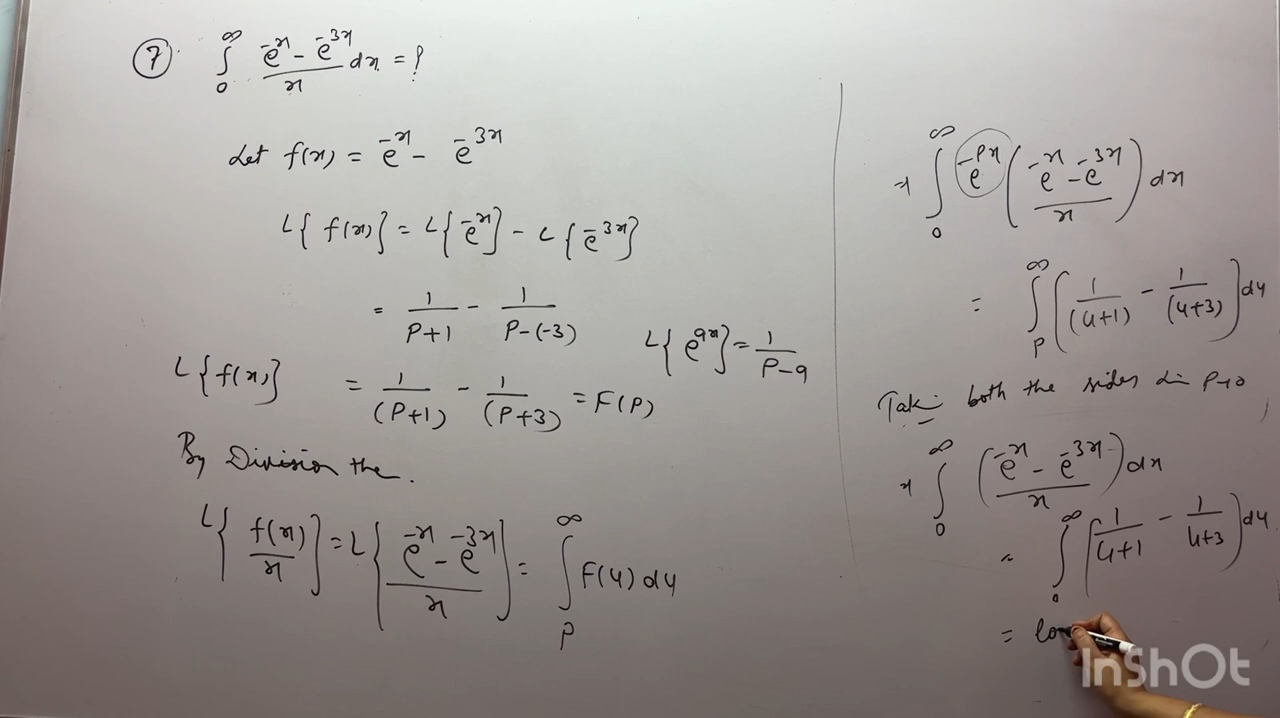 ⑦ ∫₀^∞ (e^{-x} - e^{-3x})/x dx = ?
Let f(x) = e^{-x} - e^{-3x}
L{f(x)} = L{e^{-x}} - L{e^{-3x}}
= 1/(P+1) - 1/(P-(-3))
L{e^{ax}} = 1/(P-a)
L{f(x)} = 1/(P+1) - 1/(P+3) = F(P)
By Division the.
L{f(x)/x} = L{(e^{-x} - e^{-3x})/x} = ∫_P^∞ F(u) du
⇒ ∫₀^∞ e^{-Px} ((e^{-x} - e^{-3x})/x) dx
= ∫_P^∞ (1/(u+1) - 1/(u+3)) du
Taki both the sides Lim P→0
∫₀^∞ ((e^{-x} - e^{-3x})/x) dx
= ∫₀^∞ (1/(u+1) - 1/(u+3)) du
= lo
InShOt